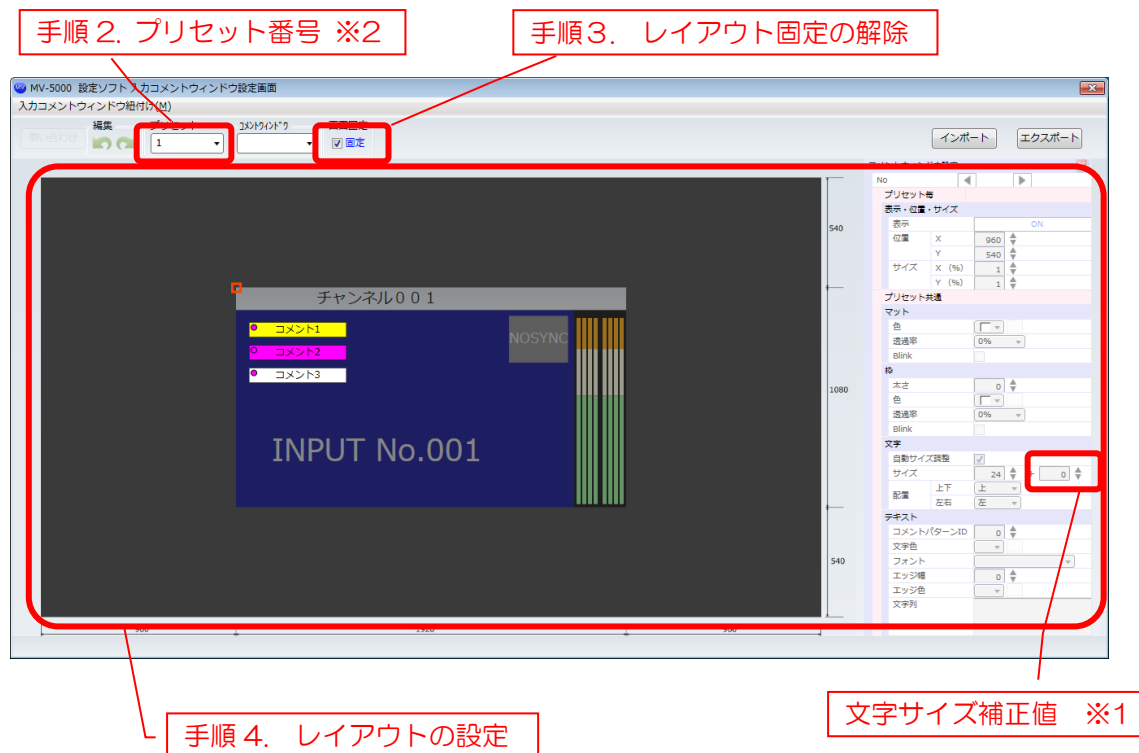 手順２. プリセット番号 ※2
手順３． レイアウト固定の解除
MV-5000 設定ソフト 入力コメントウィンドウ設定画面
入力コメントウィンドウ紐付け(M)
編集
ｺﾒﾝﾄｳｨﾝﾄﾞｳ
問い合わせ
1
固定
インポート
エクスポート
No
プリセット毎
表示・位置・サイズ
表示 ON
位置 X 960
Y 540
サイズ X (%) 1
Y (%) 1
プリセット共通
マット
色
透過率 0%
Blink
枠
太さ 0
色
透過率 0%
Blink
文字
自動サイズ調整
サイズ 24 + 0
配置 上下 上
左右 左
テキスト
コメントパターンID 0
文字色
フォント
エッジ幅 0
エッジ色
文字列
540
1080
540
チャンネル００１
コメント1
コメント2
コメント3
NOSYNC
INPUT No.001
960 1920 960
文字サイズ補正値 ※1
手順４． レイアウトの設定